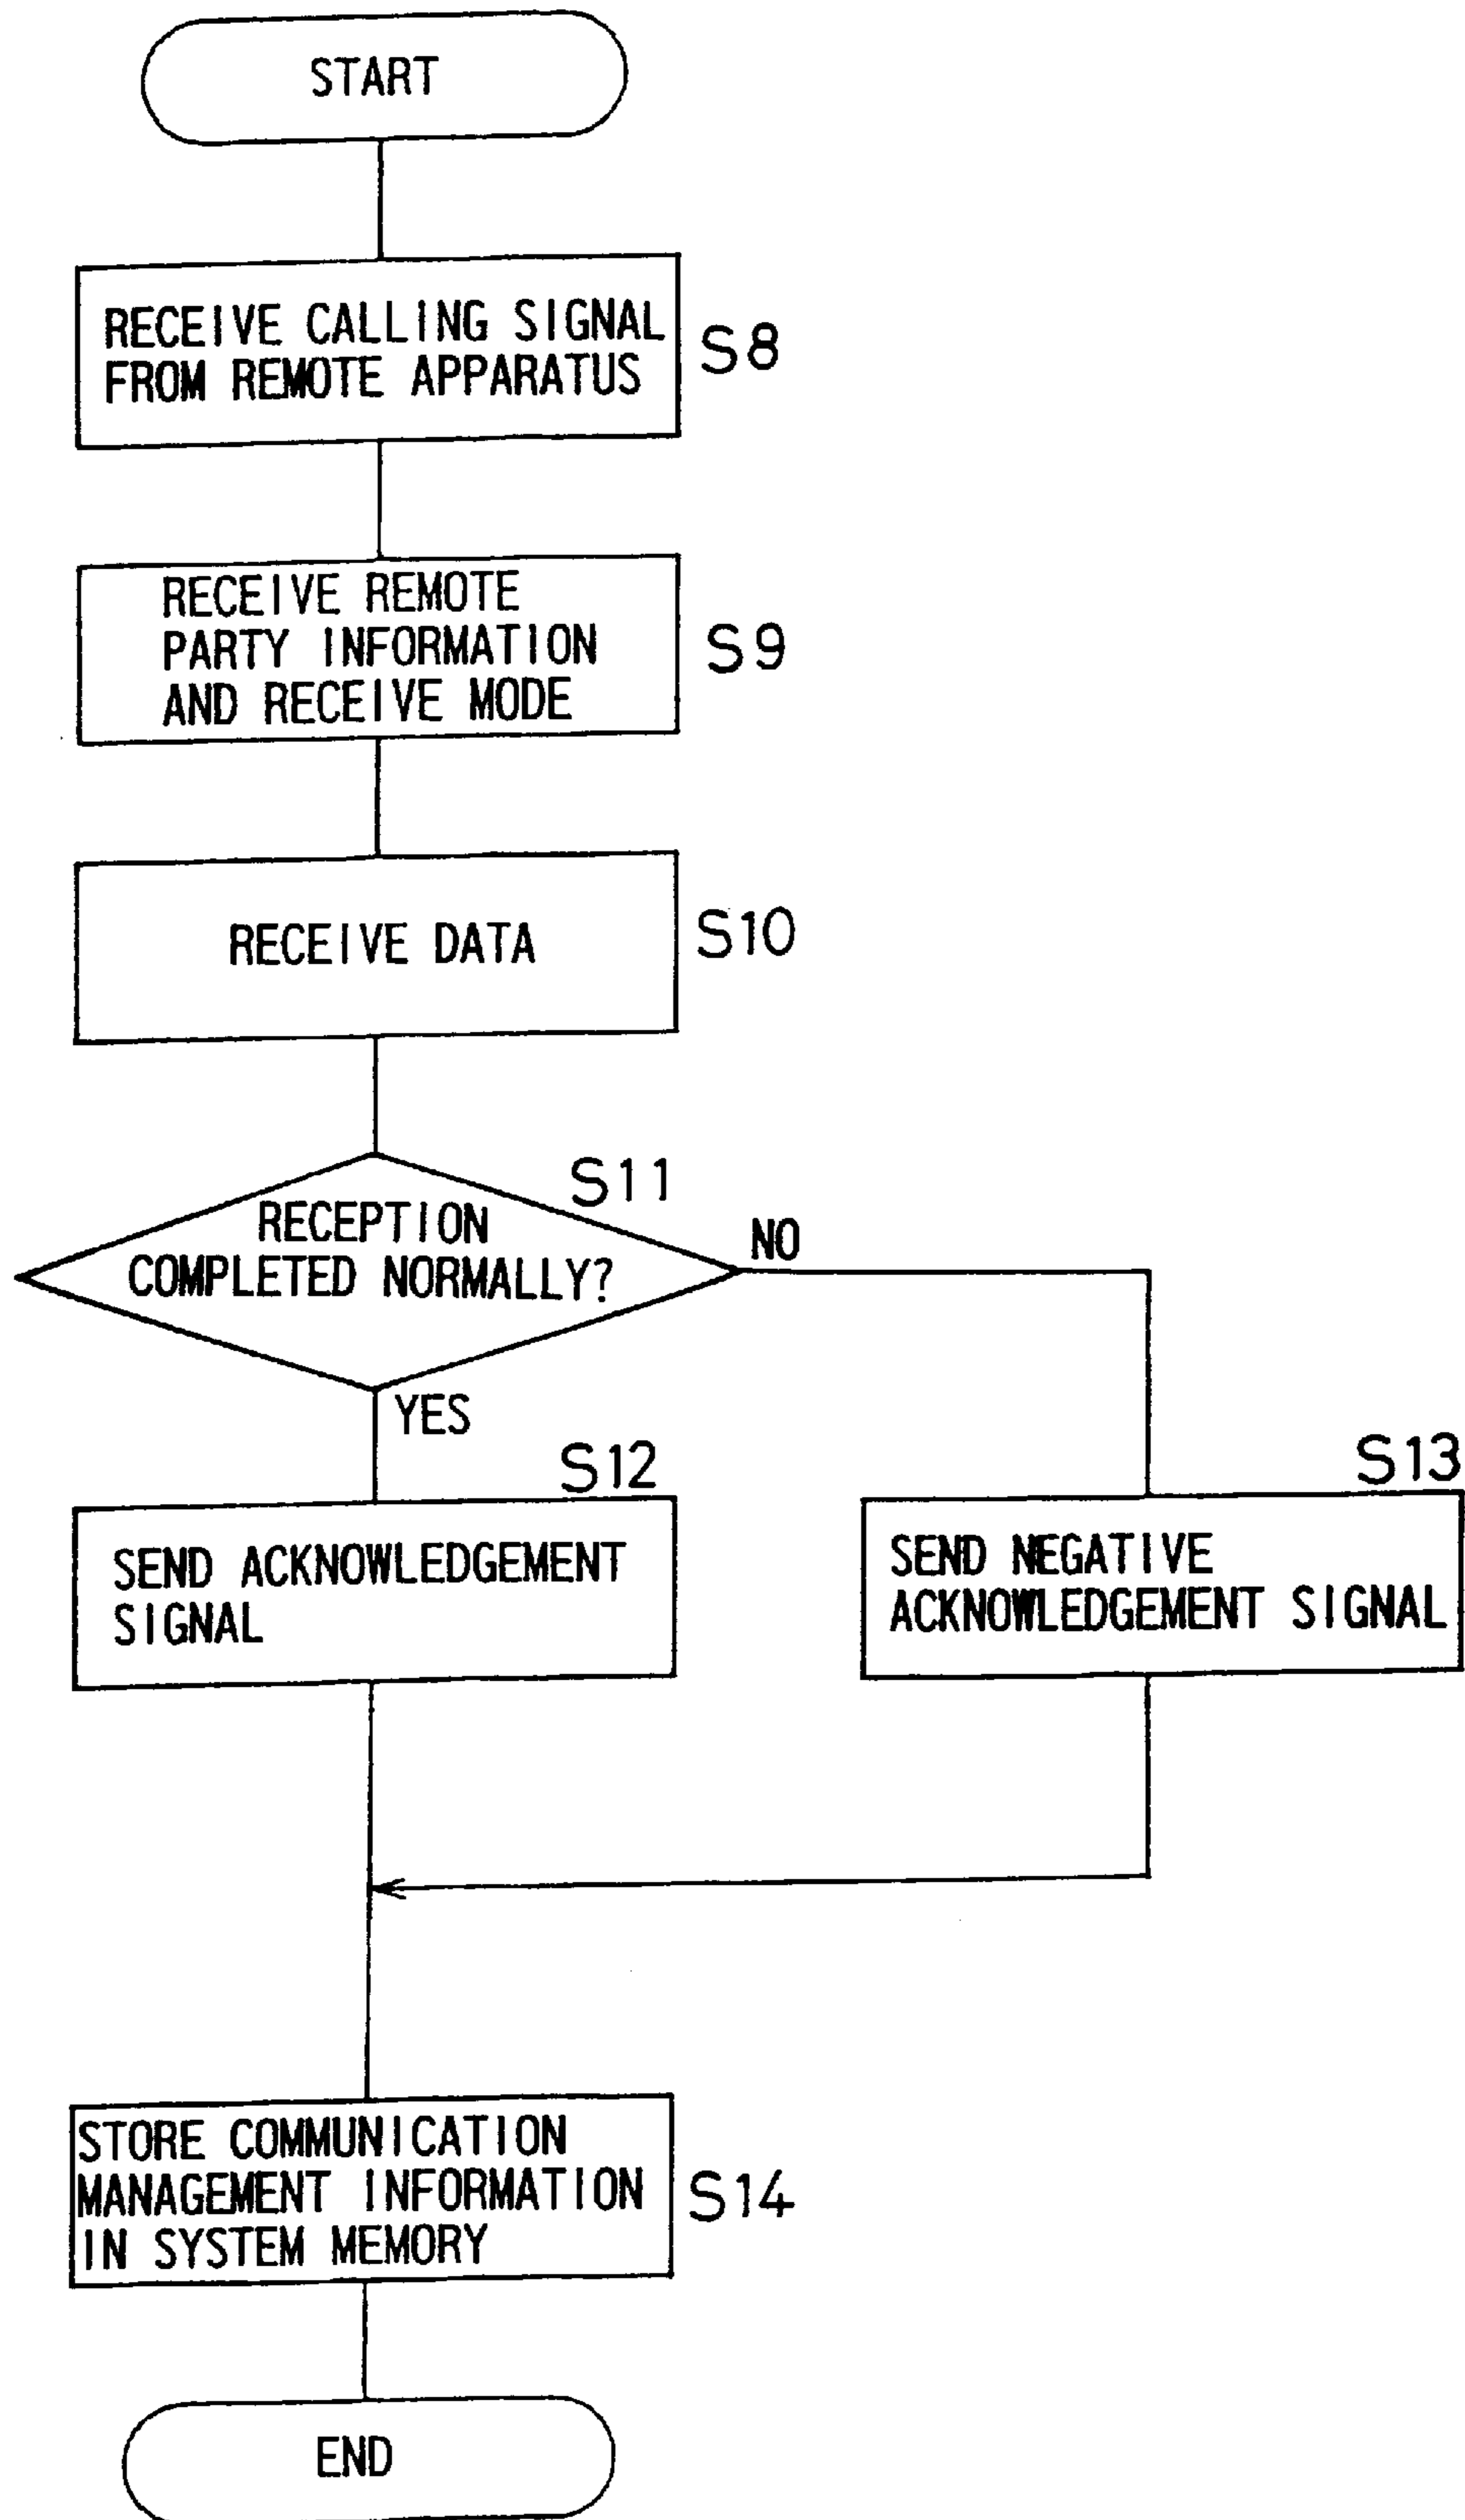 START
RECEIVE CALLING SIGNAL
FROM REMOTE APPARATUS
S8
RECEIVE REMOTE
PARTY INFORMATION
AND RECEIVE MODE
S9
RECEIVE DATA
S10
S11
RECEPTION
COMPLETED NORMALLY?
NO
YES
S12
SEND ACKNOWLEDGEMENT
SIGNAL
S13
SEND NEGATIVE
ACKNOWLEDGEMENT SIGNAL
STORE COMMUNICATION
MANAGEMENT INFORMATION
IN SYSTEM MEMORY
S14
END